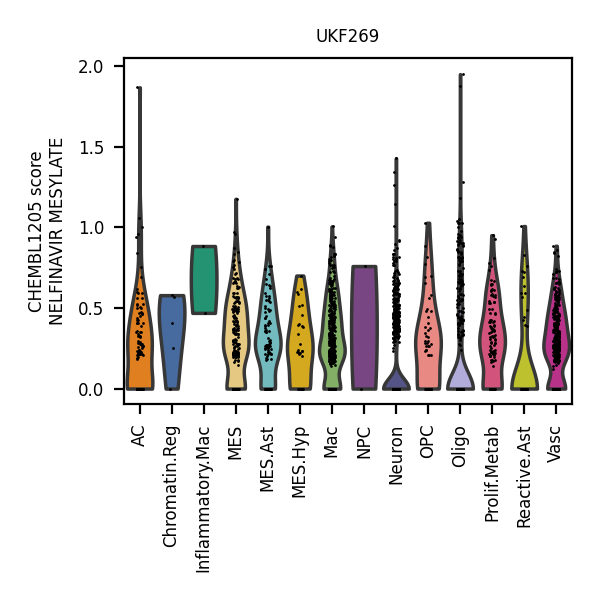 UKF269
CHEMBL1205 score
NELFINAVIR MESYLATE
2.0
1.5
1.0
0.5
0.0
AC
Chromatin.Reg
Inflammatory.Mac
MES
MES.Ast
MES.Hyp
Mac
NPC
Neuron
OPC
Oligo
Prolif.Metab
Reactive.Ast
Vasc